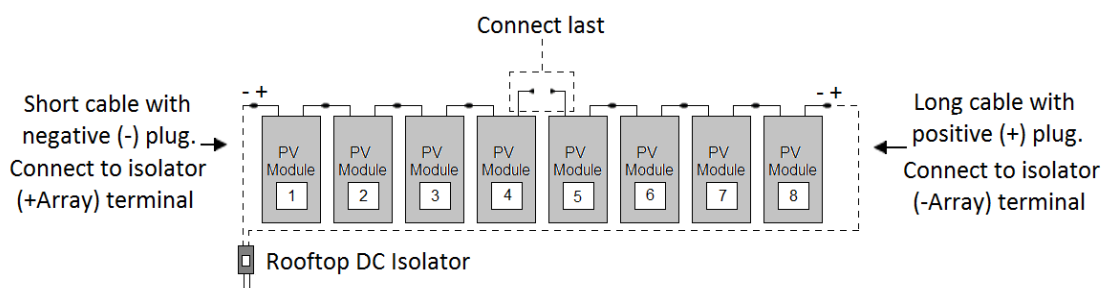 Connect last
- +
- +
Short cable with
negative (-) plug.
Connect to isolator
(+Array) terminal
Long cable with
positive (+) plug.
Connect to isolator
(-Array) terminal
PV
Module
1
PV
Module
2
PV
Module
3
PV
Module
4
PV
Module
5
PV
Module
6
PV
Module
7
PV
Module
8
Rooftop DC Isolator